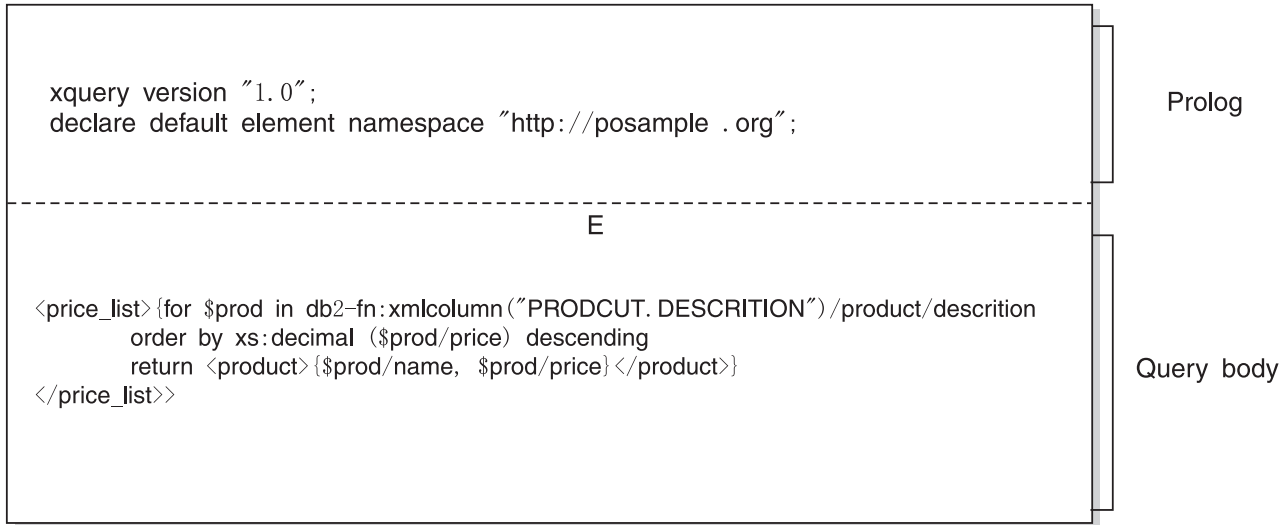 xquery version ″1.0″;
declare default element namespace ″http://posample .org″;
Prolog
E
<price_list>{for $prod in db2-fn:xmlcolumn(″PRODCUT. DESCRITION″)/product/descrition
order by xs:decimal ($prod/price) descending
return <product>{$prod/name, $prod/price}</product>}
</price_list>>
Query body